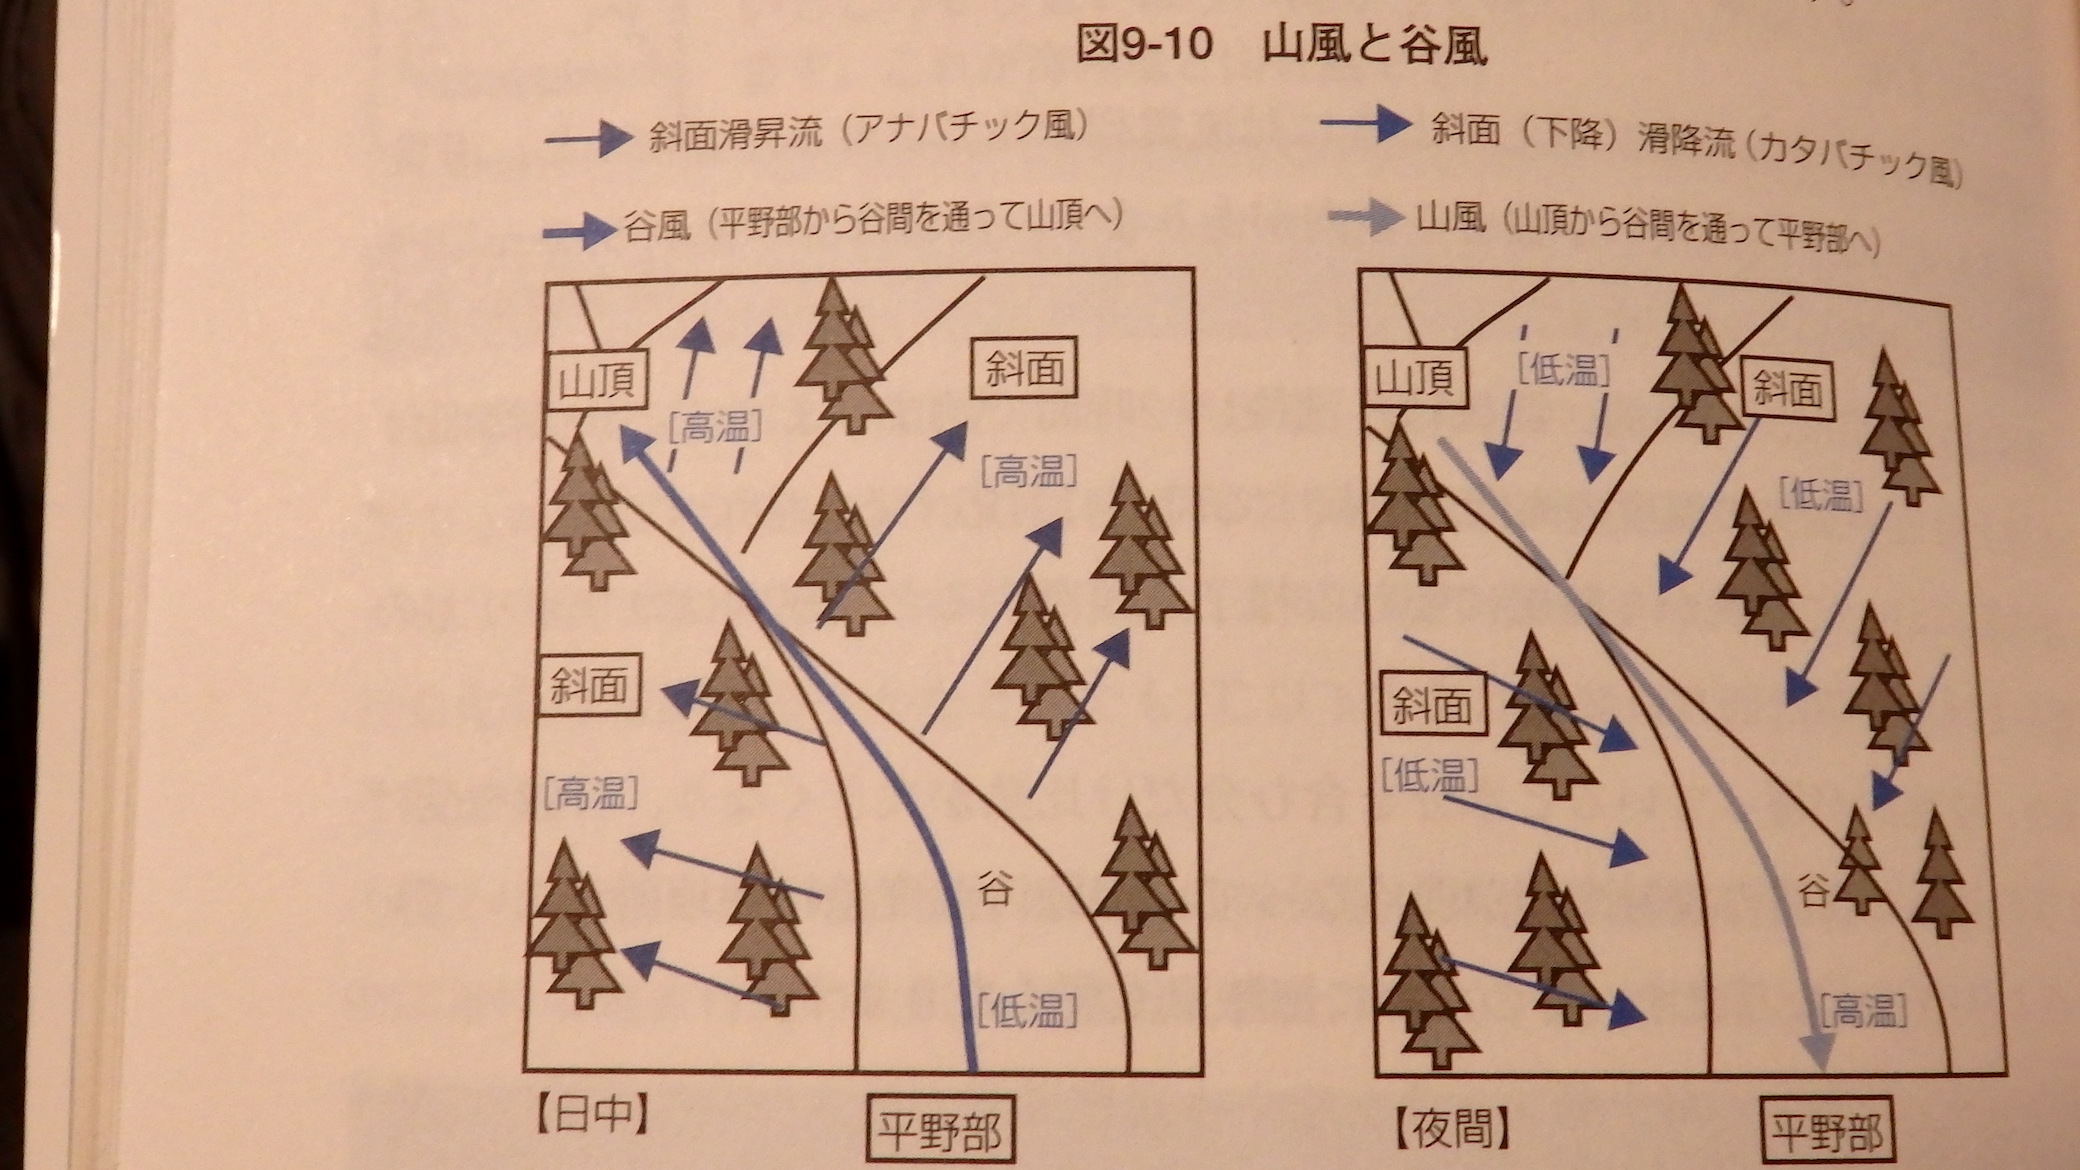 図9-10 山風と谷風
斜面滑昇流（アナバチック風）
谷風（平野部から谷間を通って山頂へ）
斜面（下降）滑降流（カタバチック風）
山風（山頂から谷間を通って平野部へ）
山頂
[高温]
斜面
[高温]
斜面
[高温]
谷
[低温]
【日中】
平野部
山頂
[低温]
斜面
[低温]
斜面
[低温]
谷
[高温]
【夜間】
平野部